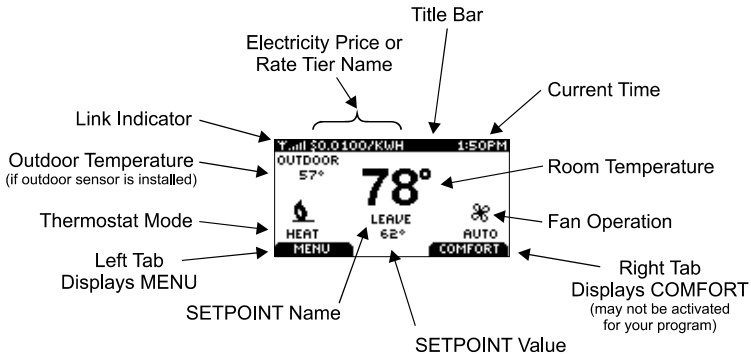 Title Bar
Electricity Price or
Rate Tier Name
Current Time
Link Indicator
$0.0100/KWH 1:50PM
Outdoor Temperature
(if outdoor sensor is installed)
OUTDOOR
57°
78°
Room Temperature
Thermostat Mode
HEAT
LEAVE
62°
AUTO
Fan Operation
MENU
COMFORT
Left Tab
Displays MENU
Right Tab
Displays COMFORT
(may not be activated
for your program)
SETPOINT Name
SETPOINT Value